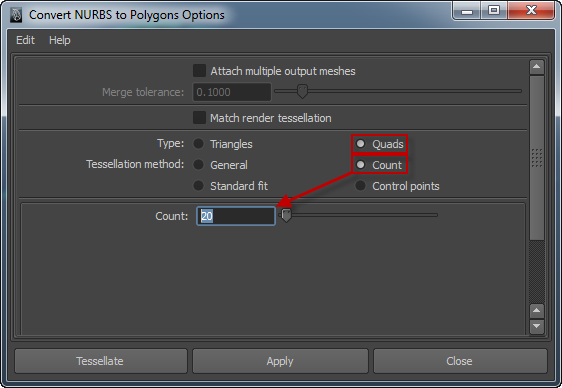 Convert NURBS to Polygons Options
Edit Help
Attach multiple output meshes
Merge tolerance: 0.1000
Match render tessellation
Type: Triangles Quads
Tessellation method: General Count
Standard fit Control points
Count: 20
Tessellate Apply Close